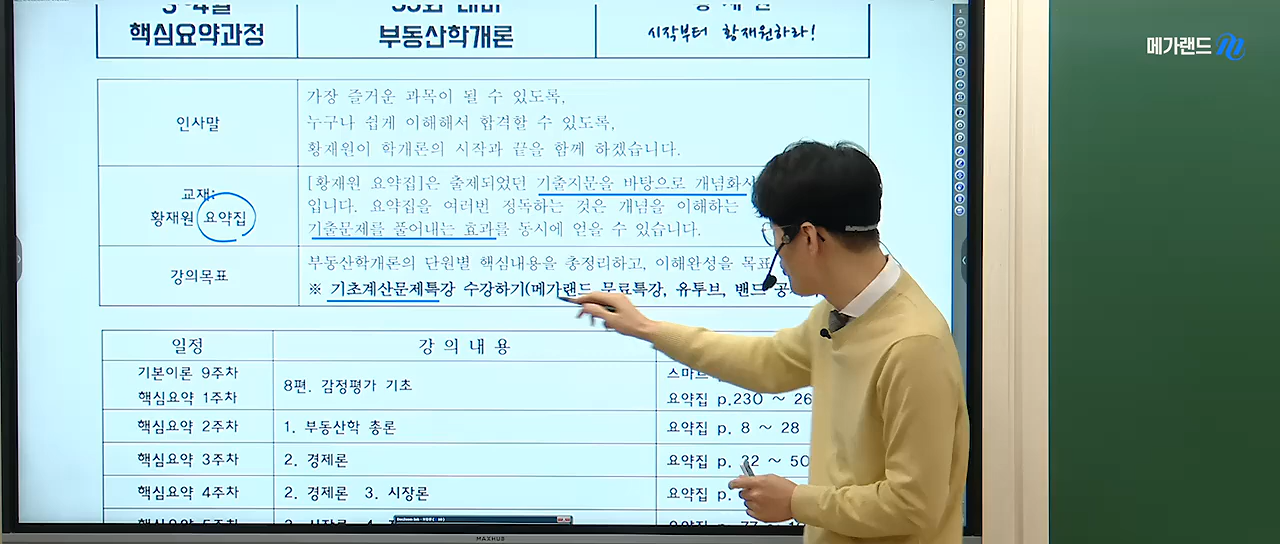 핵심요약과정
부동산학개론
시작부터 황재원하라!
메가랜드
인사말
가장 즐거운 과목이 될 수 있도록,
누구나 쉽게 이해해서 합격할 수 있도록,
황재원이 학개론의 시작과 끝을 함께 하겠습니다.
교재:
황재원 요약집
[황재원 요약집]은 출제되었던 기출지문을 바탕으로 개념화
입니다. 요약집을 여러번 정독하는 것은 개념을 이해하는
기출문제를 풀어내는 효과를 동시에 얻을 수 있습니다.
강의목표
부동산학개론의 단원별 핵심내용을 총정리하고, 이해완성을 목표
※ 기초계산문제특강 수강하기(메가랜드 무료특강, 유투브, 밴드 공
일정
강 의 내 용
기본이론 9주차
핵심요약 1주차
8편. 감정평가 기초
스마트
요약집 p.230 ~ 26
핵심요약 2주차
1. 부동산학 총론
요약집 p. 8 ~ 28
핵심요약 3주차
2. 경제론
요약집 p. 32 ~ 50
핵심요약 4주차
2. 경제론 3. 시장론
요약집 p.
MAXHUB